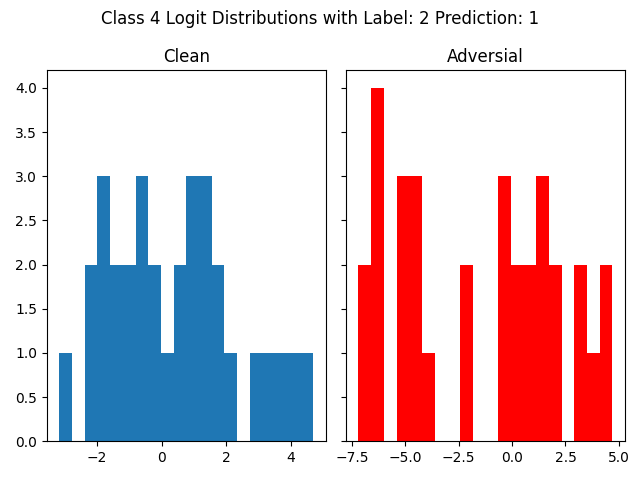 Class 4 Logit Distributions with Label: 2 Prediction: 1
Clean
Adversial
4.0
3.5
3.0
2.5
2.0
1.5
1.0
0.5
0.0
−2 0 2 4
−7.5 −5.0 −2.5 0.0 2.5 5.0